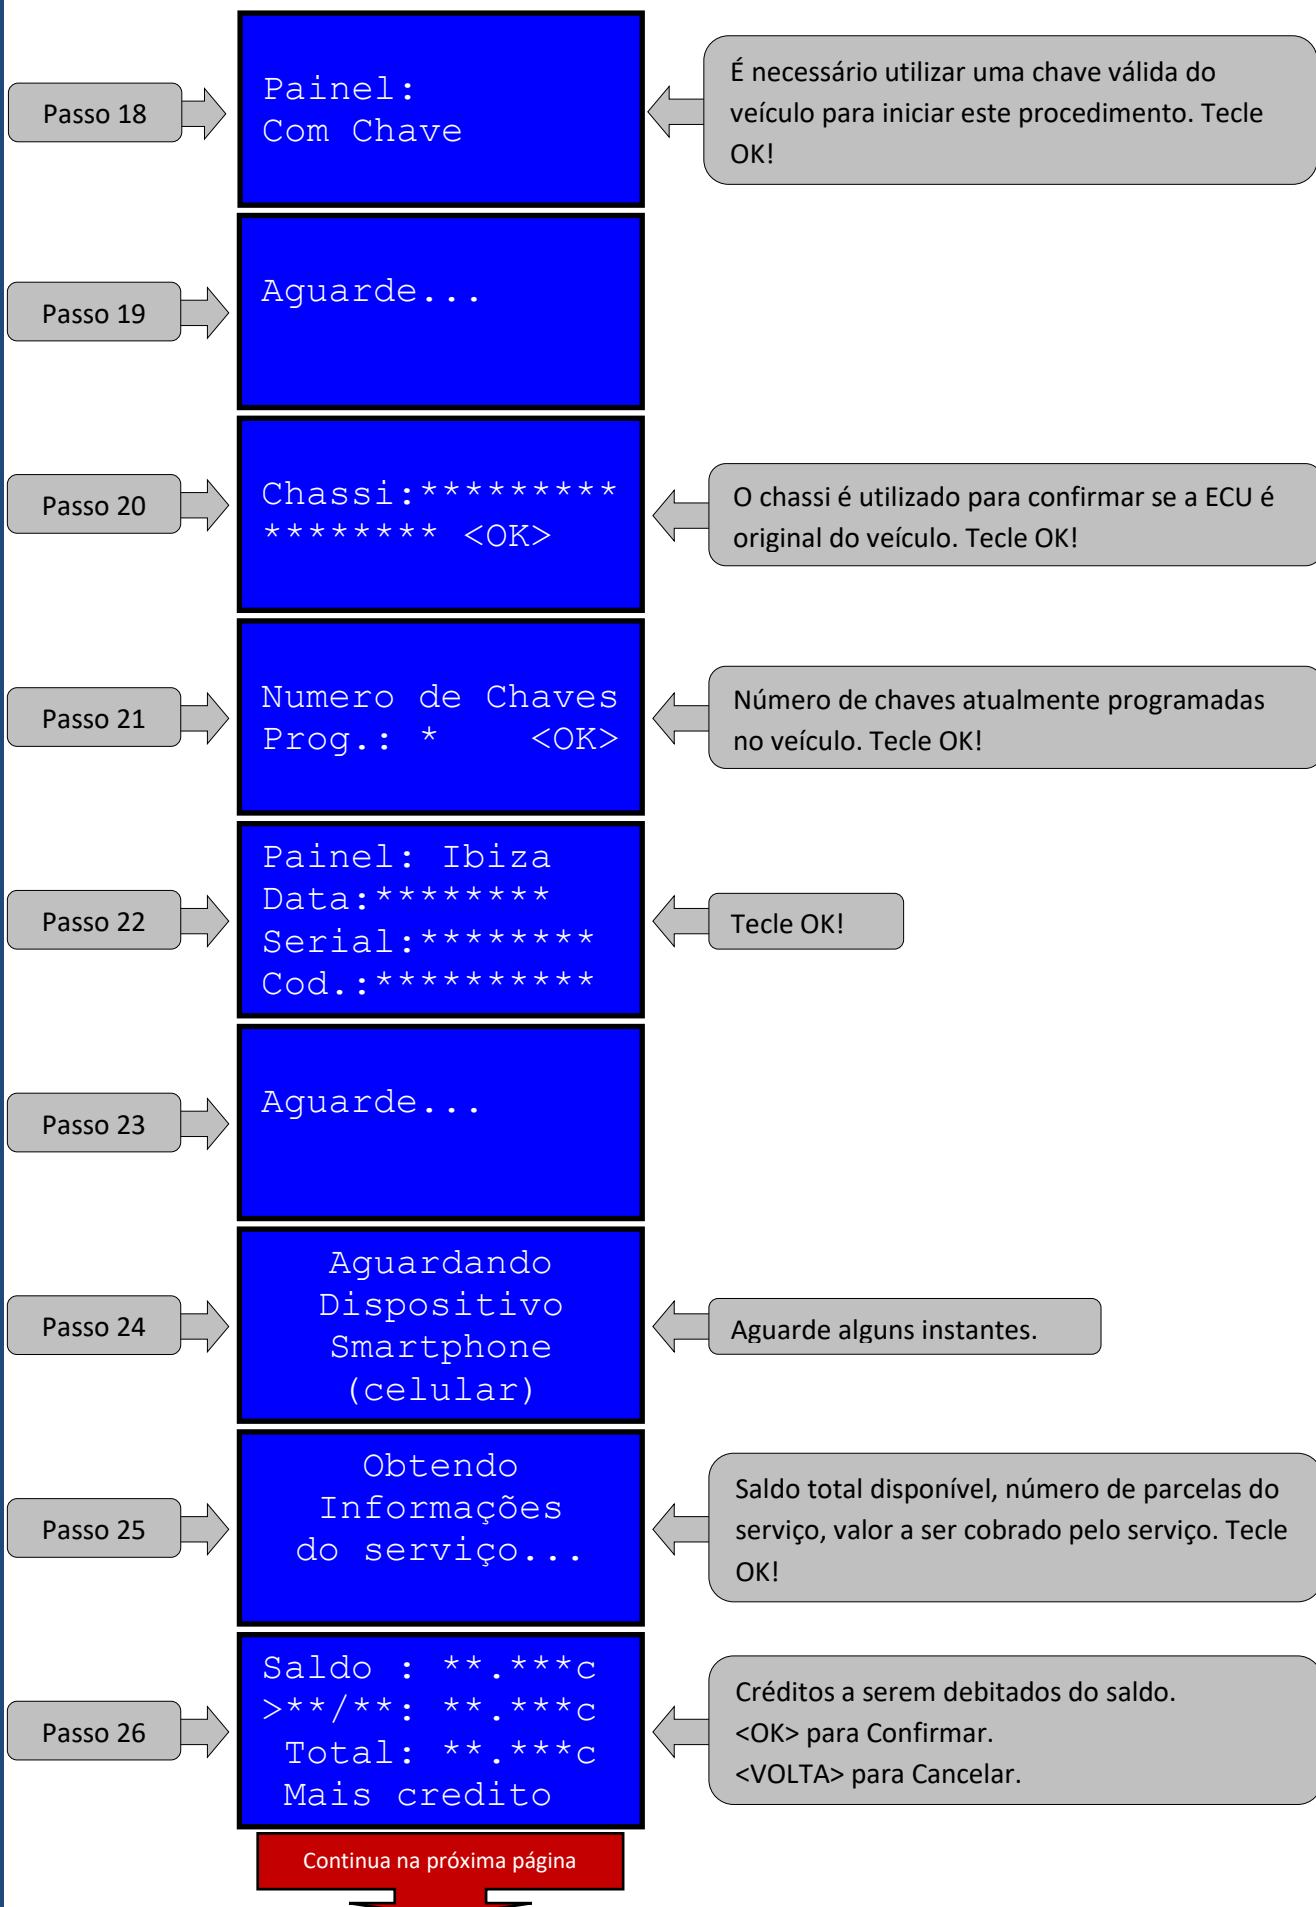 Passo 18
Painel:
Com Chave
É necessário utilizar uma chave válida do
veículo para iniciar este procedimento. Tecle
OK!
Passo 19
Aguarde...
Passo 20
Chassi:*********
******** <OK>
O chassi é utilizado para confirmar se a ECU é
original do veículo. Tecle OK!
Passo 21
Numero de Chaves
Prog.: * <OK>
Número de chaves atualmente programadas
no veículo. Tecle OK!
Passo 22
Painel: Ibiza
Data:********
Serial:********
Cod.:**********
Tecle OK!
Passo 23
Aguarde...
Passo 24
Aguardando
Dispositivo
Smartphone
(celular)
Aguarde alguns instantes.
Passo 25
Obtendo
Informações
do serviço...
Saldo total disponível, número de parcelas do
serviço, valor a ser cobrado pelo serviço. Tecle
OK!
Passo 26
Saldo : **.***c
>**/**: **.***c
Total: **.***c
Mais credito
Créditos a serem debitados do saldo.
<OK> para Confirmar.
<VOLTA> para Cancelar.
Continua na próxima página